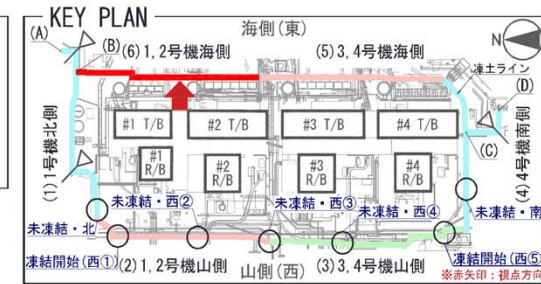 KEY PLAN
海側(東)
N
(A)
(B)
(6)1,2号機海側
(5)3,4号機海側
凍土ライン
(D)
(1)1号機北側
#1 T/B
#2 T/B
#3 T/B
#4 T/B
(C)
(4)4号機南側
#1
R/B
#2
R/B
#3
R/B
#4
R/B
未凍結・西②
未凍結・西③
未凍結・西④
未凍結・北
未凍結・南
凍結開始(西①)
(2)1,2号機山側
山側(西)
(3)3,4号機山側
凍結開始(西⑤)
※赤矢印：視点方向